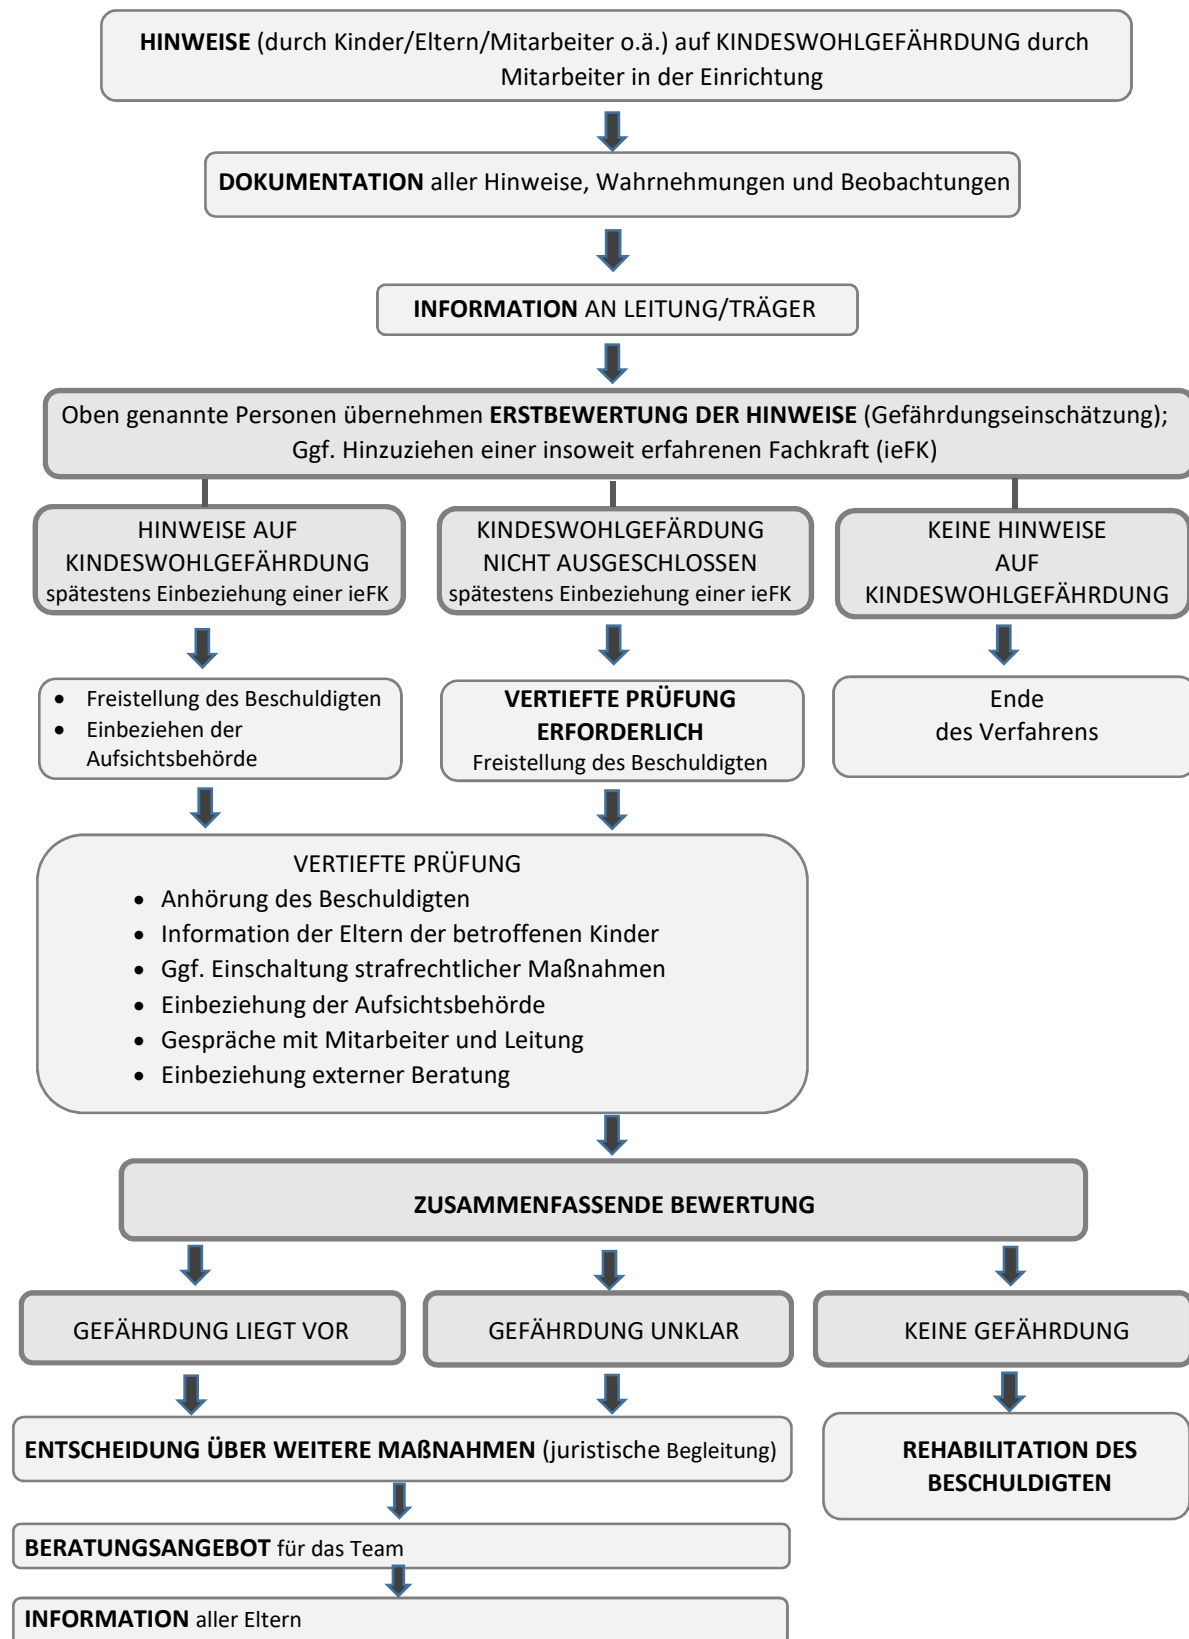 HINWEISE (durch Kinder/Eltern/Mitarbeiter o.ä.) auf KINDESWOHLGEFÄHRDUNG durch
Mitarbeiter in der Einrichtung
DOKUMENTATION aller Hinweise, Wahrnehmungen und Beobachtungen
INFORMATION AN LEITUNG/TRÄGER
Oben genannte Personen übernehmen ERSTBEWERTUNG DER HINWEISE (Gefährdungseinschätzung);
Ggf. Hinzuziehen einer insoweit erfahrenen Fachkraft (ieFK)
HINWEISE AUF
KINDESWOHLGEFÄHRDUNG
spätestens Einbeziehung einer ieFK
KINDESWOHLGEFÄRDUNG
NICHT AUSGESCHLOSSEN
spätestens Einbeziehung einer ieFK
KEINE HINWEISE
AUF
KINDESWOHLGEFÄHRDUNG
• Freistellung des Beschuldigten
• Einbeziehen der
Aufsichtsbehörde
VERTIEFTE PRÜFUNG
ERFORDERLICH
Freistellung des Beschuldigten
Ende
des Verfahrens
VERTIEFTE PRÜFUNG
• Anhörung des Beschuldigten
• Information der Eltern der betroffenen Kinder
• Ggf. Einschaltung strafrechtlicher Maßnahmen
• Einbeziehung der Aufsichtsbehörde
• Gespräche mit Mitarbeiter und Leitung
• Einbeziehung externer Beratung
ZUSAMMENFASSENDE BEWERTUNG
GEFÄHRDUNG LIEGT VOR
GEFÄHRDUNG UNKLAR
KEINE GEFÄHRDUNG
ENTSCHEIDUNG ÜBER WEITERE MAßNAHMEN (juristische Begleitung)
REHABILITATION DES
BESCHULDIGTEN
BERATUNGSANGEBOT für das Team
INFORMATION aller Eltern